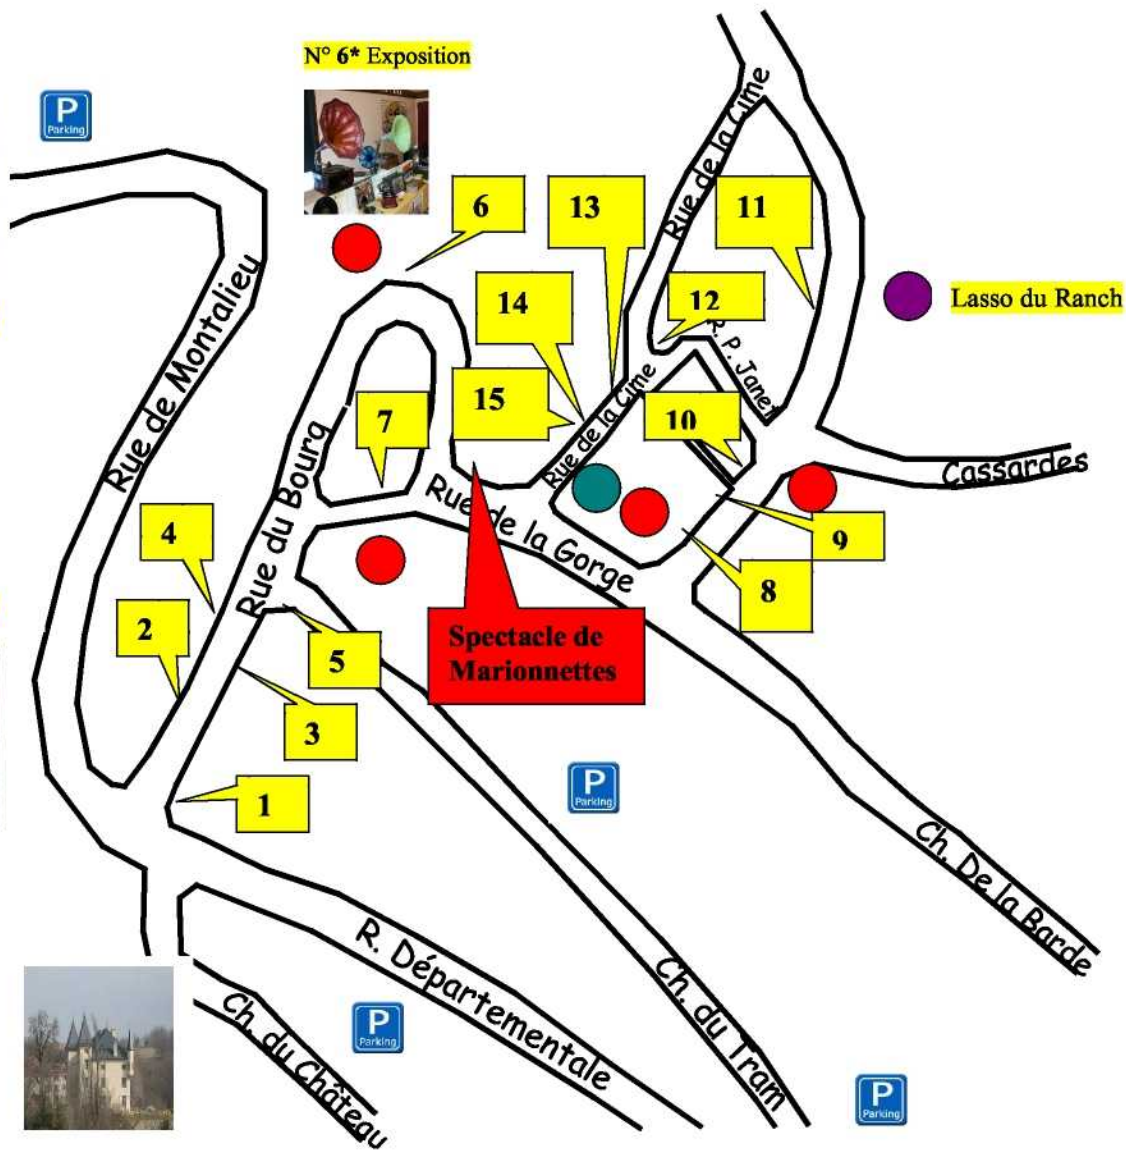 N° 6* Exposition
P
Parking
Rue de la Cime
6
13
11
Rue de Montalieu
14
12
Lasso du Ranch
R. P. Janet
15
Rue de la Cime
7
10
Rue du Bourg
Rue de la Gorge
Cassardes
4
9
8
2
5
Spectacle de
Marionnettes
3
1
P
Parking
Ch. De la Barde
R. Départementale
Ch. du Tram
Ch. du Château
P
Parking
P
Parking